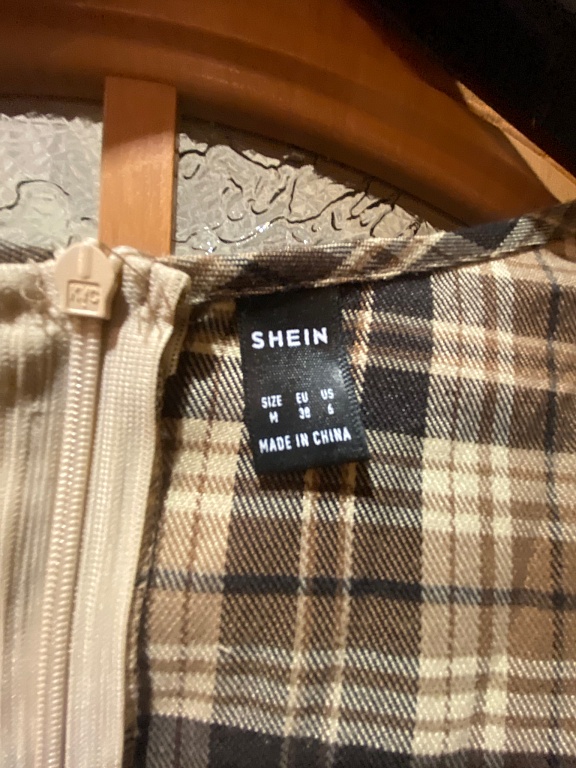 SHEIN
SIZE EU US
M 38 6
MADE IN CHINA